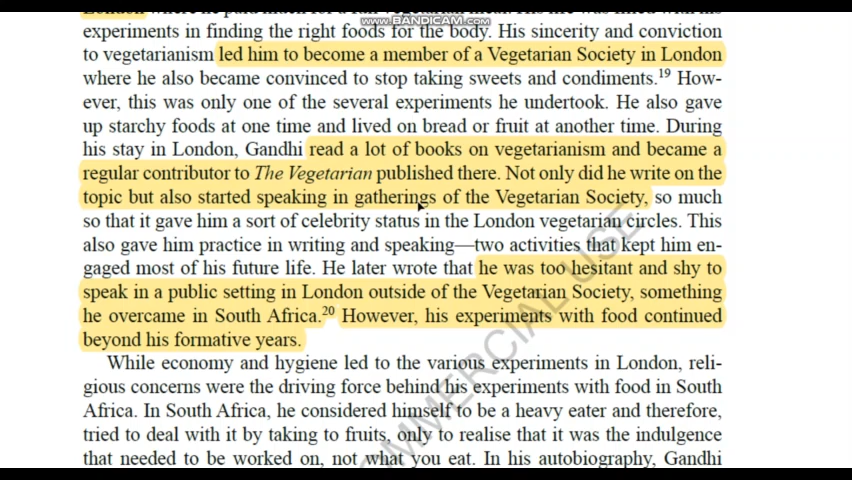 WWW.BANDICAM.COM
London
experiments in finding the right foods for the body. His sincerity and conviction
to vegetarianism led him to become a member of a Vegetarian Society in London
where he also became convinced to stop taking sweets and condiments.19 How-
ever, this was only one of the several experiments he undertook. He also gave
up starchy foods at one time and lived on bread or fruit at another time. During
his stay in London, Gandhi read a lot of books on vegetarianism and became a
regular contributor to The Vegetarian published there. Not only did he write on the
topic but also started speaking in gatherings of the Vegetarian Society, so much
so that it gave him a sort of celebrity status in the London vegetarian circles. This
also gave him practice in writing and speaking—two activities that kept him en-
gaged most of his future life. He later wrote that he was too hesitant and shy to
speak in a public setting in London outside of the Vegetarian Society, something
he overcame in South Africa.20 However, his experiments with food continued
beyond his formative years.
While economy and hygiene led to the various experiments in London, reli-
gious concerns were the driving force behind his experiments with food in South
Africa. In South Africa, he considered himself to be a heavy eater and therefore,
tried to deal with it by taking to fruits, only to realise that it was the indulgence
that needed to be worked on, not what you eat. In his autobiography, Gandhi